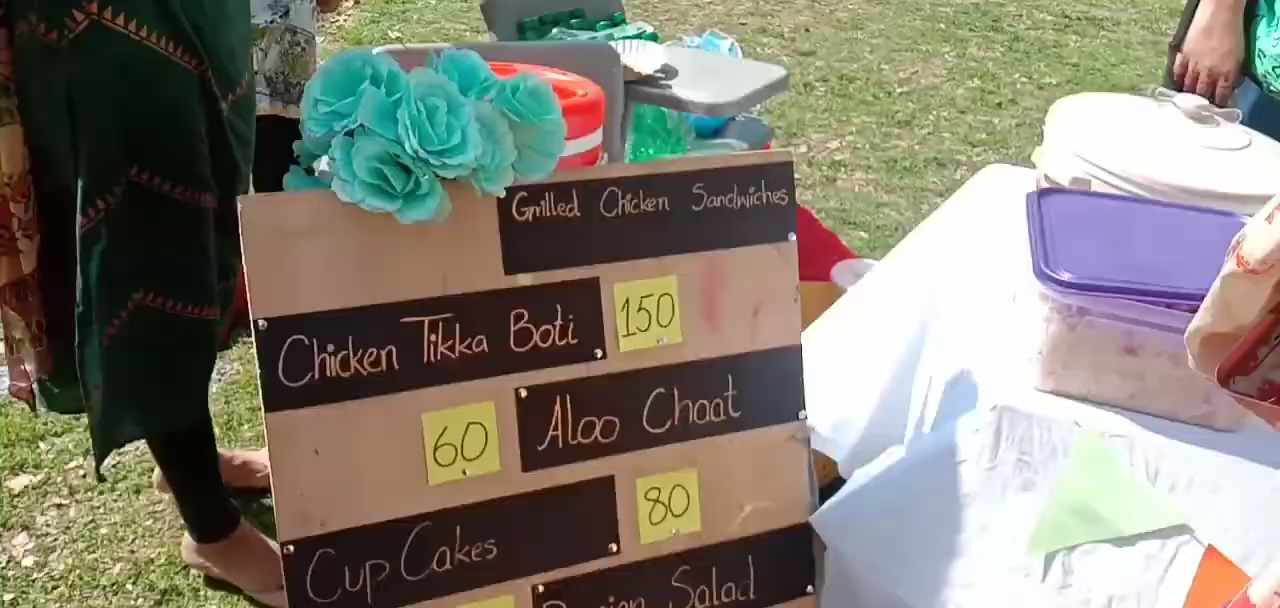 Grilled Chicken Sandwiches
Chicken Tikka Boti 150
60 Aloo Chaat
Cup Cakes 80
Salad